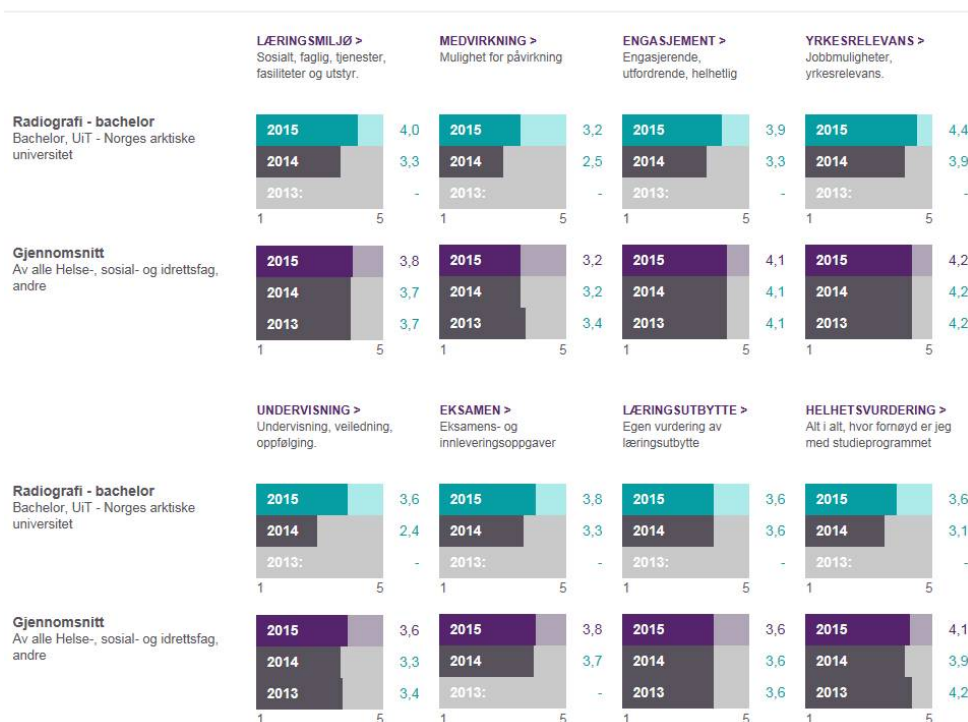 LÆRINGSMILJØ > MEDVIRKNING > ENGASJEMENT > YRKESRELEVANS >
Sosialt, faglig, tjenester, Mulighet for påvirkning Engasjerende, Jobbmuligheter,
fasiliteter og utstyr. utfordrende, helhetlig yrkesrelevans.
Radiografi - bachelor
Bachelor, UiT - Norges arktiske
universitet
2015 4,0 2015 3,2 2015 3,9 2015 4,4
2014 3,3 2014 2,5 2014 3,3 2014 3,9
2013: - 2013: - 2013: - 2013: -
1 5 1 5 1 5 1 5
Gjennomsnitt
Av alle Helse-, sosial- og idrettsfag,
andre
2015 3,8 2015 3,2 2015 4,1 2015 4,2
2014 3,7 2014 3,2 2014 4,1 2014 4,2
2013 3,7 2013 3,4 2013 4,1 2013 4,2
1 5 1 5 1 5 1 5
UNDERVISNING > EKSAMEN > LÆRINGSUTBYTTE > HELHETSVURDERING >
Undervisning, veiledning, Eksamens- og Egen vurdering av Alt i alt, hvor fornøyd er jeg
oppfølging. innleveringsoppgaver læringsutbytte med studieprogrammet
Radiografi - bachelor
Bachelor, UiT - Norges arktiske
universitet
2015 3,6 2015 3,8 2015 3,6 2015 3,6
2014 2,4 2014 3,3 2014 3,6 2014 3,1
2013: - 2013: - 2013: - 2013: -
1 5 1 5 1 5 1 5
Gjennomsnitt
Av alle Helse-, sosial- og idrettsfag,
andre
2015 3,6 2015 3,8 2015 3,6 2015 4,1
2014 3,3 2014 3,7 2014 3,6 2014 3,9
2013 3,4 2013: - 2013 3,6 2013 4,2
1 5 1 5 1 5 1 5